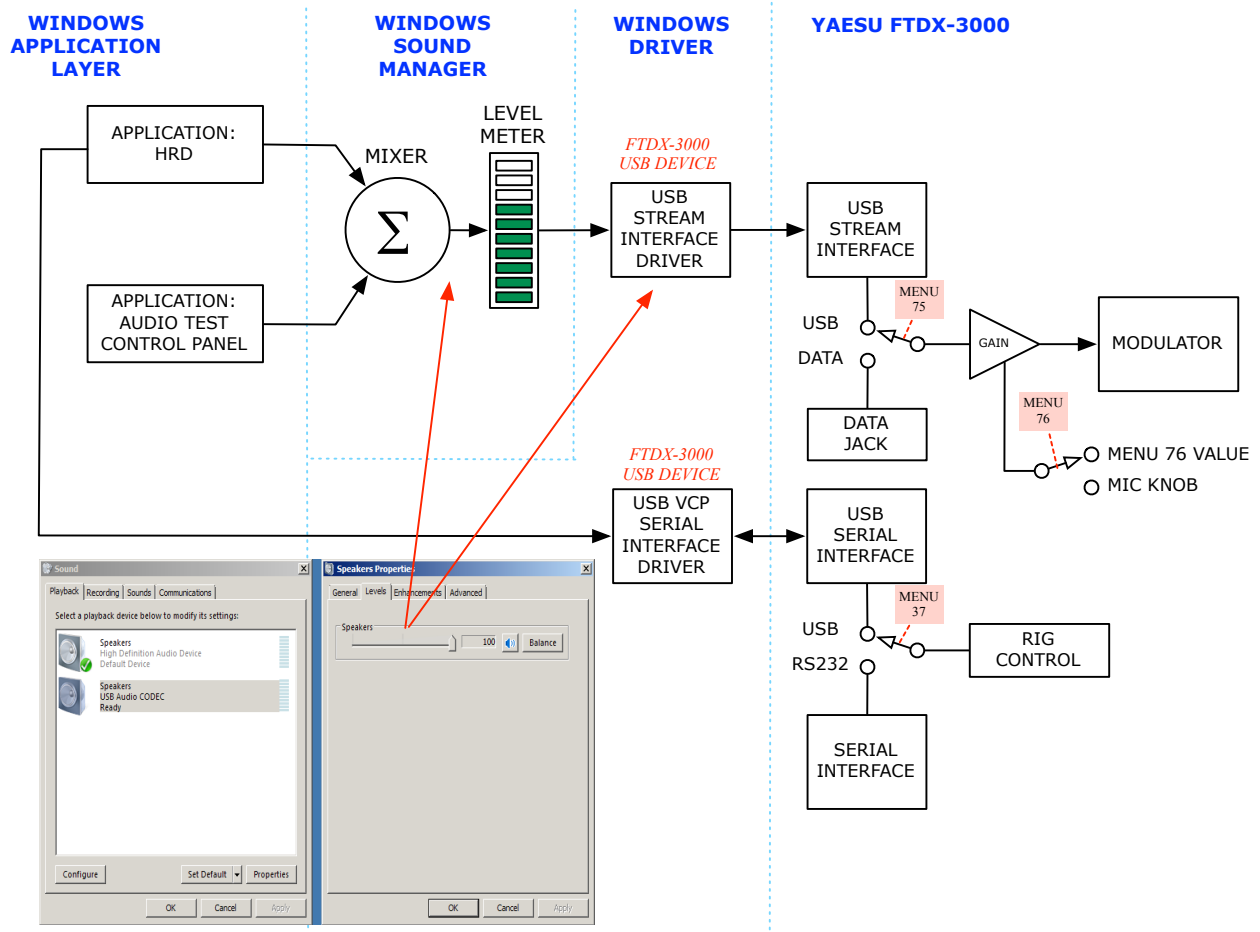 WINDOWS
APPLICATION
LAYER
WINDOWS
SOUND
MANAGER
WINDOWS
DRIVER
YAESU FTDX-3000
APPLICATION:
HRD
MIXER
Σ
LEVEL
METER
FTDX-3000
USB DEVICE
USB
STREAM
INTERFACE
DRIVER
USB
STREAM
INTERFACE
APPLICATION:
AUDIO TEST
CONTROL PANEL
MENU
75
USB
DATA
GAIN
MODULATOR
DATA
JACK
MENU
76
MENU 76 VALUE
MIC KNOB
FTDX-3000
USB DEVICE
USB VCP
SERIAL
INTERFACE
DRIVER
USB
SERIAL
INTERFACE
MENU
37
USB
RS232
RIG
CONTROL
SERIAL
INTERFACE
Sound
Playback Recording Sounds Communications
Select a playback device below to modify its settings:
Speakers
High Definition Audio Device
Default Device
Speakers
USB Audio CODEC
Ready
Configure Set Default Properties
OK Cancel Apply
Speakers Properties
General Levels Enhancements Advanced
Speakers
100 Balance
OK Cancel Apply